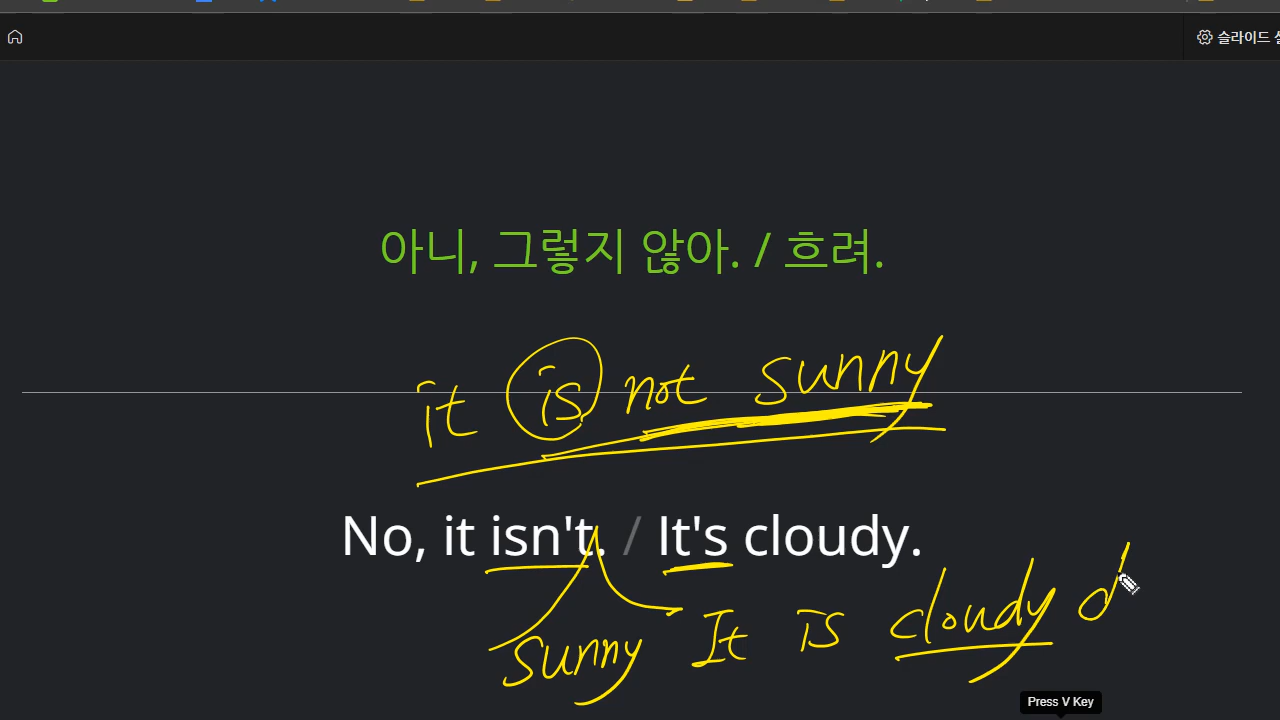 슬라이드
아니, 그렇지 않아. / 흐려.
it is not sunny
No, it isn't. / It's cloudy.
sunny It is cloudy d
Press V Key